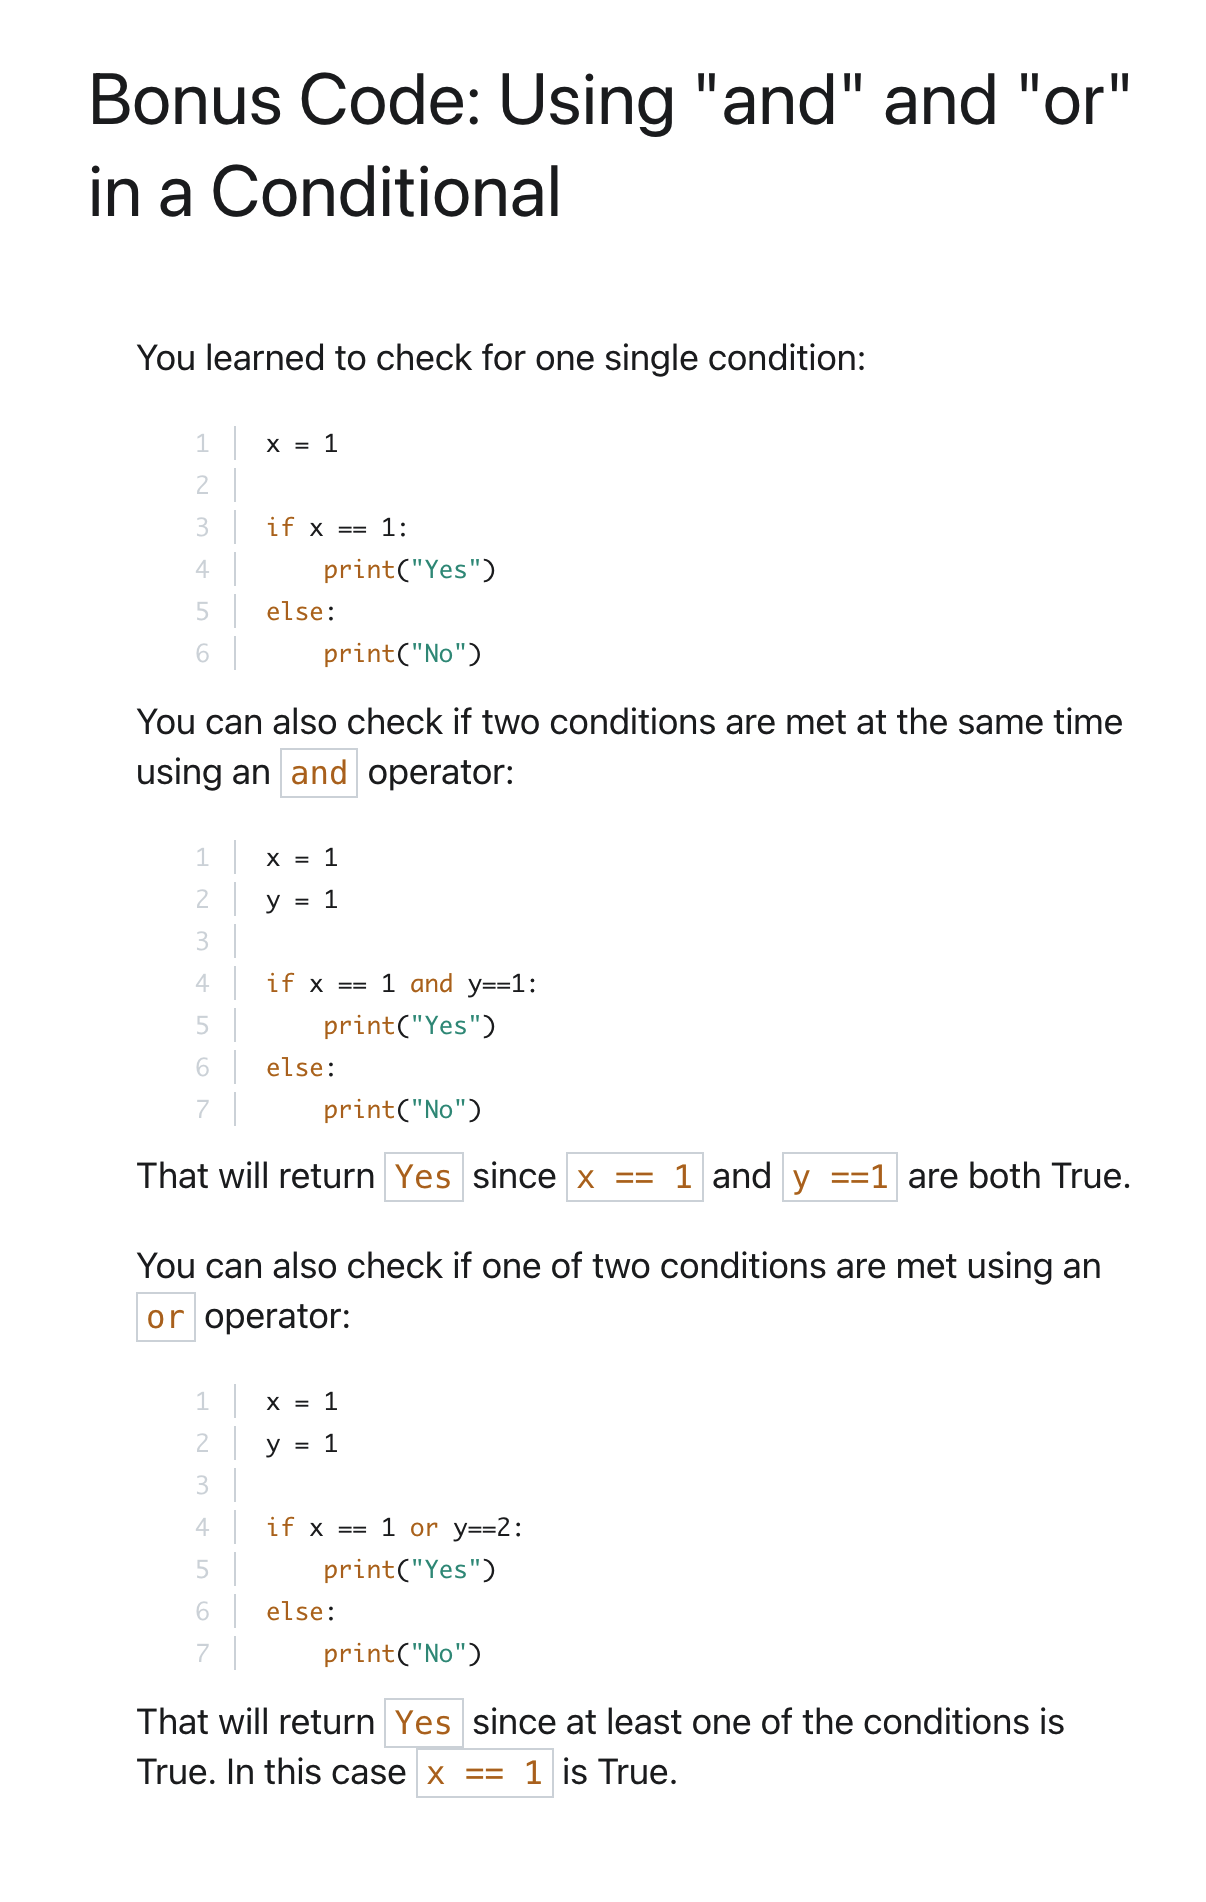 Bonus Code: Using "and" and "or"
in a Conditional
You learned to check for one single condition:
1 x = 1
2
3 if x == 1:
4     print("Yes")
5 else:
6     print("No")
You can also check if two conditions are met at the same time
using an and operator:
1 x = 1
2 y = 1
3
4 if x == 1 and y==1:
5     print("Yes")
6 else:
7     print("No")
That will return Yes since x == 1 and y ==1 are both True.
You can also check if one of two conditions are met using an
or operator:
1 x = 1
2 y = 1
3
4 if x == 1 or y==2:
5     print("Yes")
6 else:
7     print("No")
That will return Yes since at least one of the conditions is
True. In this case x == 1 is True.